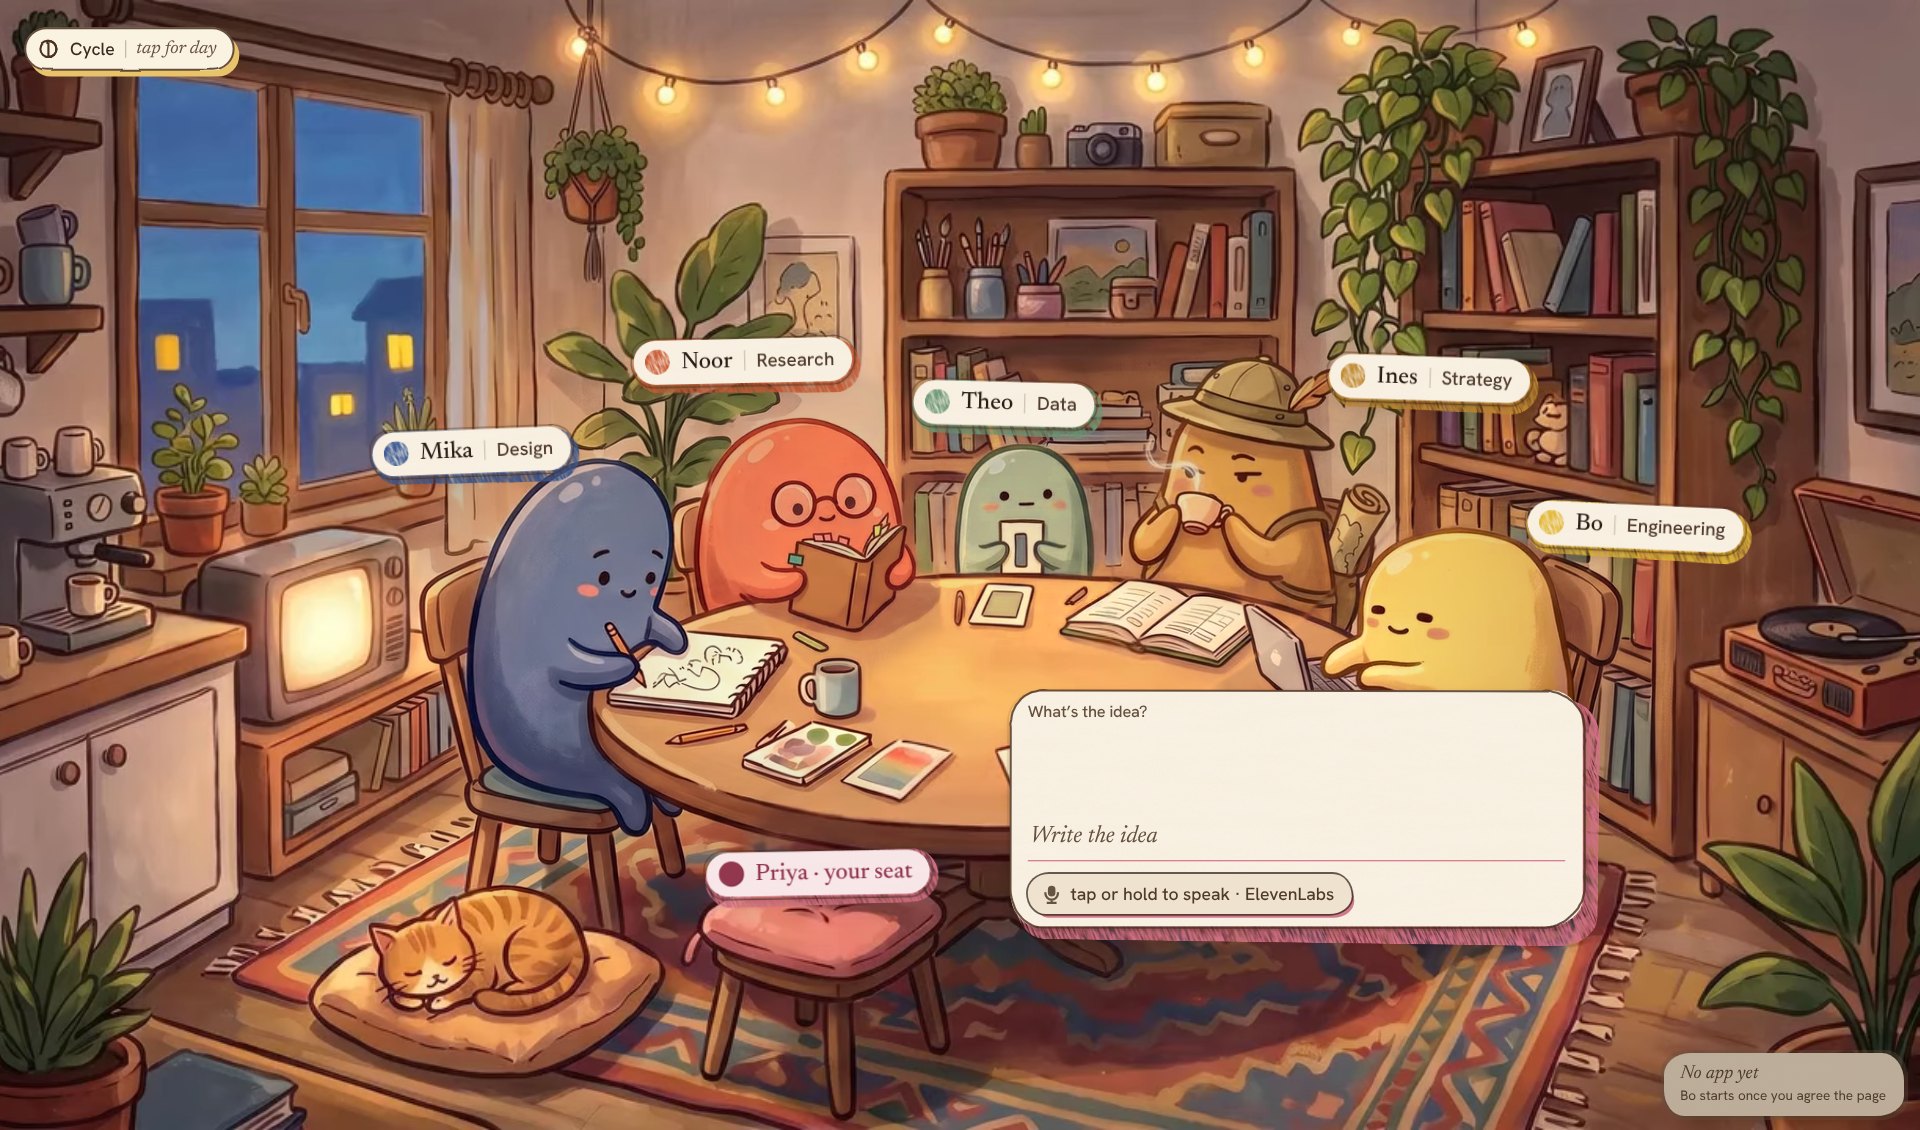 Cycle | tap for day
Noor | Research
Ines | Strategy
Theo | Data
Mika | Design
Bo | Engineering
What's the idea?
Write the idea
tap or hold to speak · ElevenLabs
Priya · your seat
No app yet
Bo starts once you agree the page